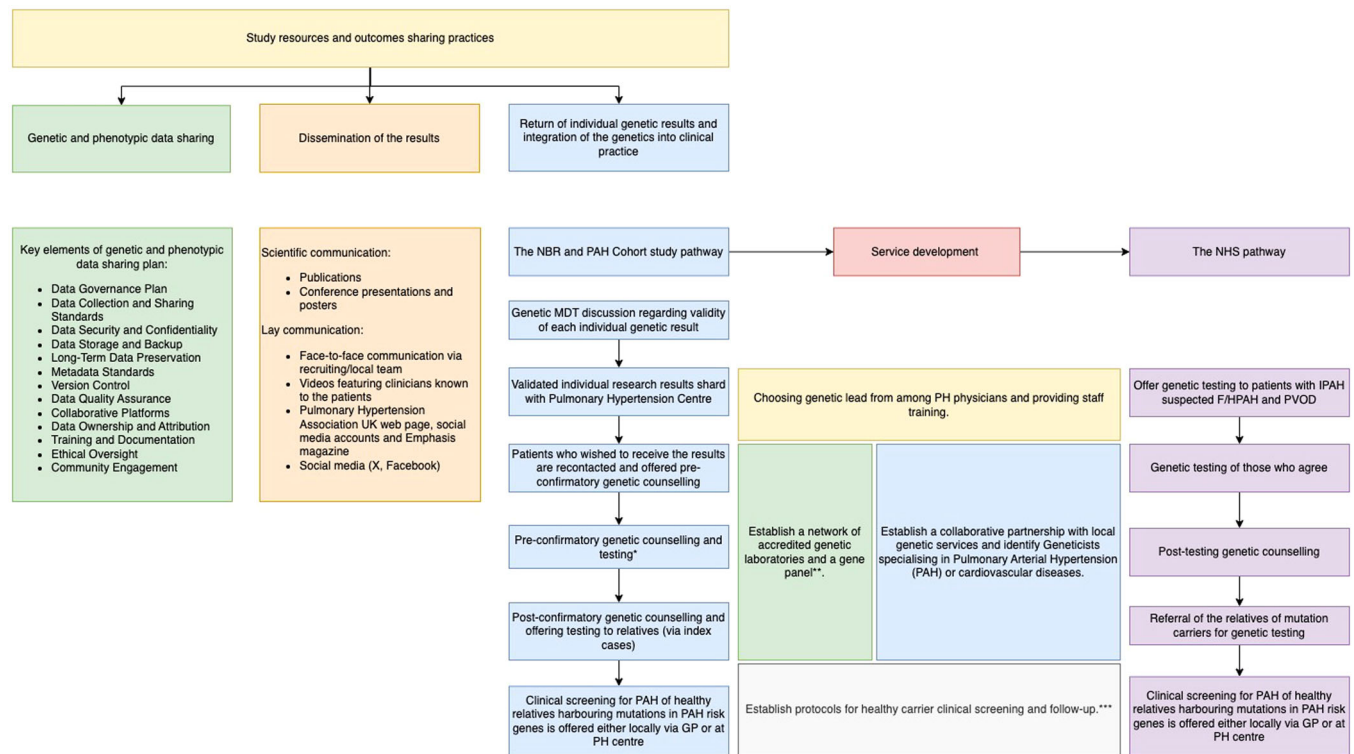 Study resources and outcomes sharing practices
Genetic and phenotypic data sharing
Dissemination of the results
Return of individual genetic results and
integration of the genetics into clinical
practice
Key elements of genetic and phenotypic
data sharing plan:
• Data Governance Plan
• Data Collection and Sharing
Standards
• Data Security and Confidentiality
• Data Storage and Backup
• Long-Term Data Preservation
• Metadata Standards
• Version Control
• Data Quality Assurance
• Collaborative Platforms
• Data Ownership and Attribution
• Training and Documentation
• Ethical Oversight
• Community Engagement
Scientific communication:
• Publications
• Conference presentations and
posters
Lay communication:
• Face-to-face communication via
recruiting/local team
• Videos featuring clinicians known
to the patients
• Pulmonary Hypertension
Association UK web page, social
media accounts and Emphasis
magazine
• Social media (X, Facebook)
The NBR and PAH Cohort study pathway
Genetic MDT discussion regarding validity
of each individual genetic result
Validated individual research results shard
with Pulmonary Hypertension Centre
Patients who wished to receive the results
are recontacted and offered pre-
confirmatory genetic counselling
Pre-confirmatory genetic counselling and
testing*
Post-confirmatory genetic counselling and
offering testing to relatives (via index
cases)
Clinical screening for PAH of healthy
relatives harbouring mutations in PAH risk
genes is offered either locally via GP or at
PH centre
Service development
Choosing genetic lead from among PH physicians and providing staff
training.
Establish a network of
accredited genetic
laboratories and a gene
panel**.
Establish a collaborative partnership with local
genetic services and identify Geneticists
specialising in Pulmonary Arterial Hypertension
(PAH) or cardiovascular diseases.
Establish protocols for healthy carrier clinical screening and follow-up.***
The NHS pathway
Offer genetic testing to patients with IPAH
suspected F/HPAH and PVOD
Genetic testing of those who agree
Post-testing genetic counselling
Referral of the relatives of mutation
carriers for genetic testing
Clinical screening for PAH of healthy
relatives harbouring mutations in PAH risk
genes is offered either locally via GP or at
PH centre